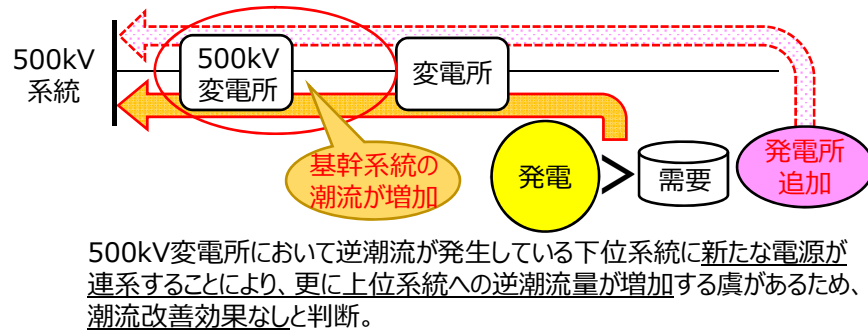 500kV
系統
500kV
変電所
変電所
基幹系統の
潮流が増加
発電
>
需要
発電所
追加
500kV変電所において逆潮流が発生している下位系統に新たな電源が
連系することにより、更に上位系統への逆潮流量が増加する虞があるため、
潮流改善効果なしと判断。